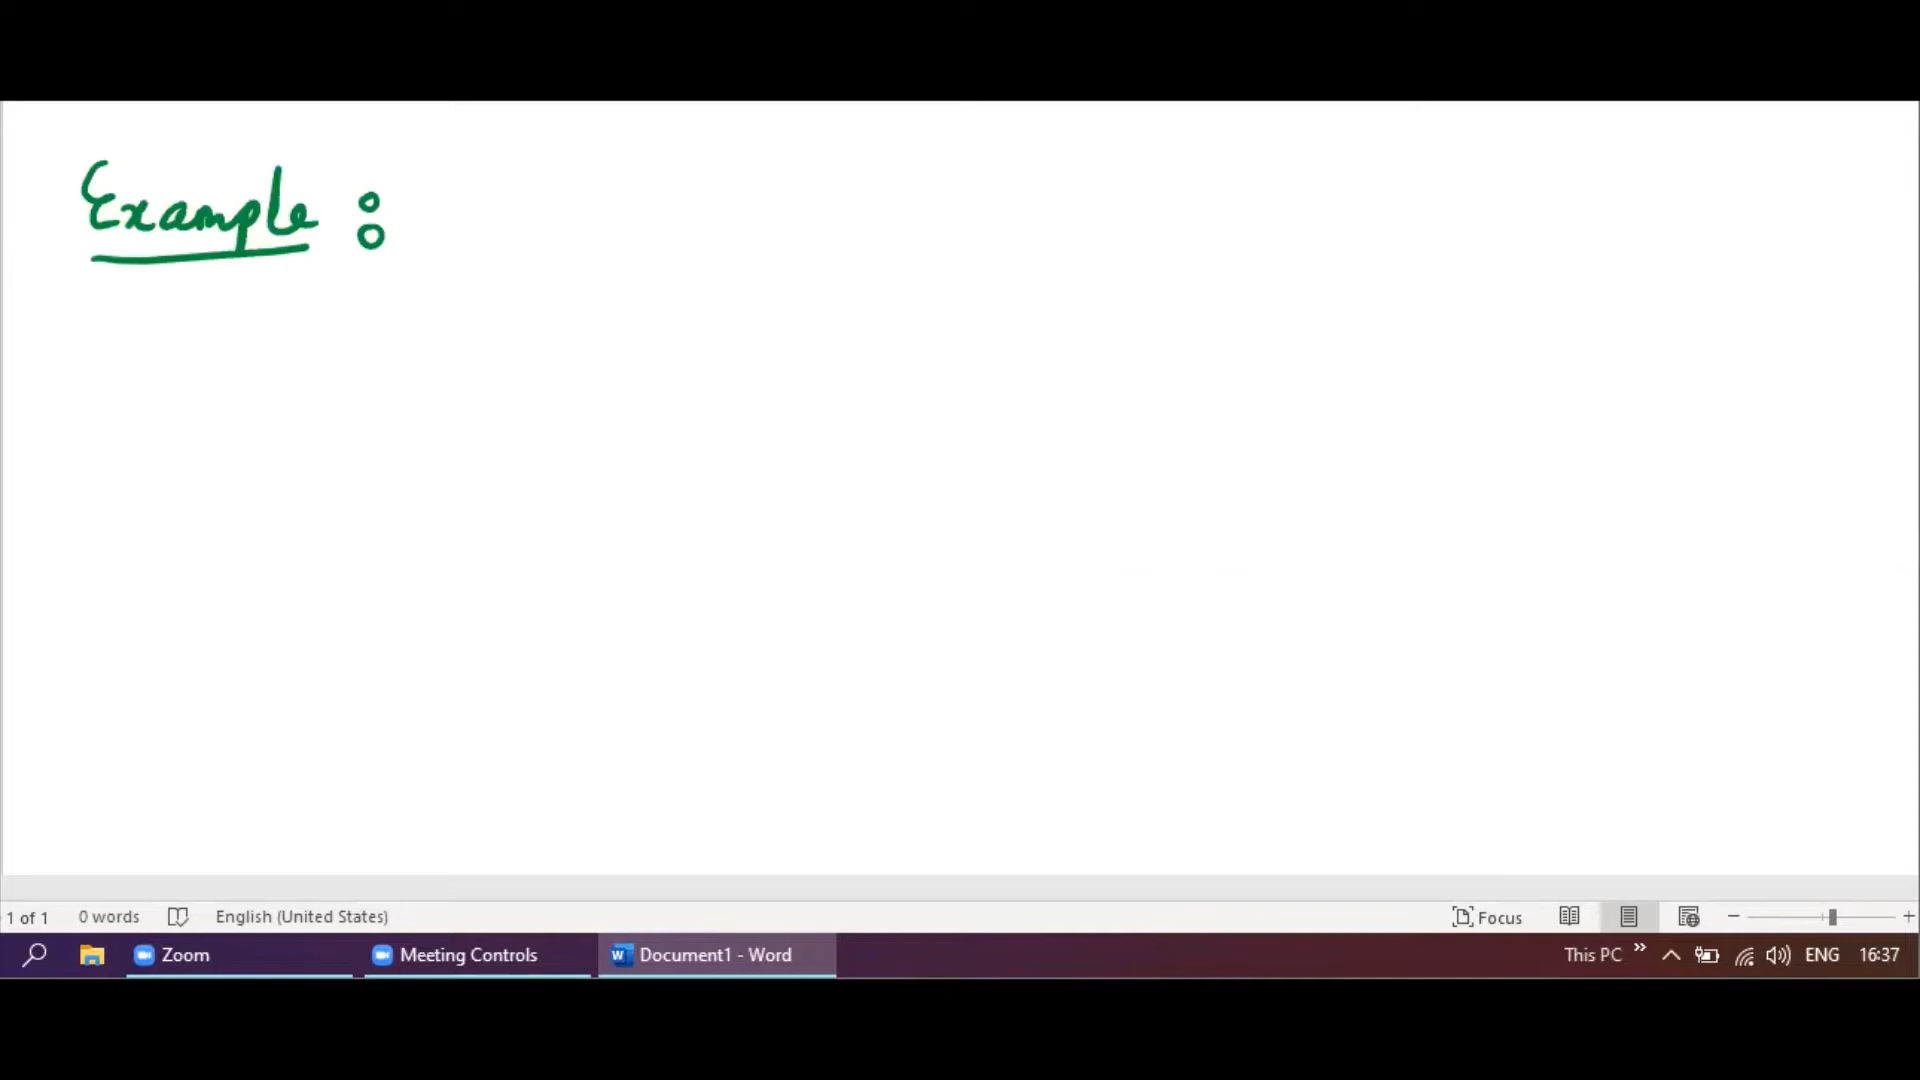 Example :
1 of 1 0 words English (United States) Focus
Zoom Meeting Controls Document1 - Word This PC » ENG 16:37